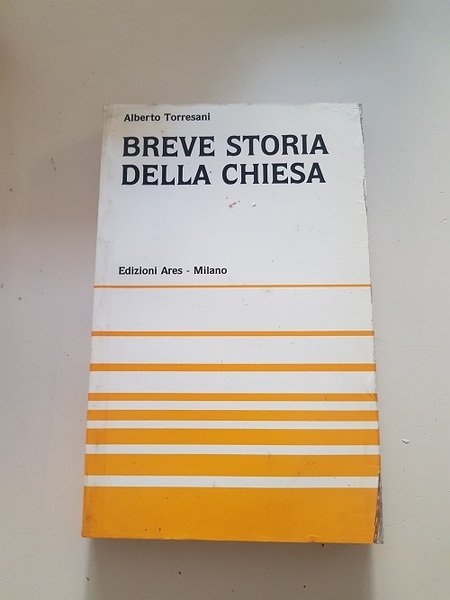 Alberto Torresani
BREVE STORIA
DELLA CHIESA
Edizioni Ares - Milano